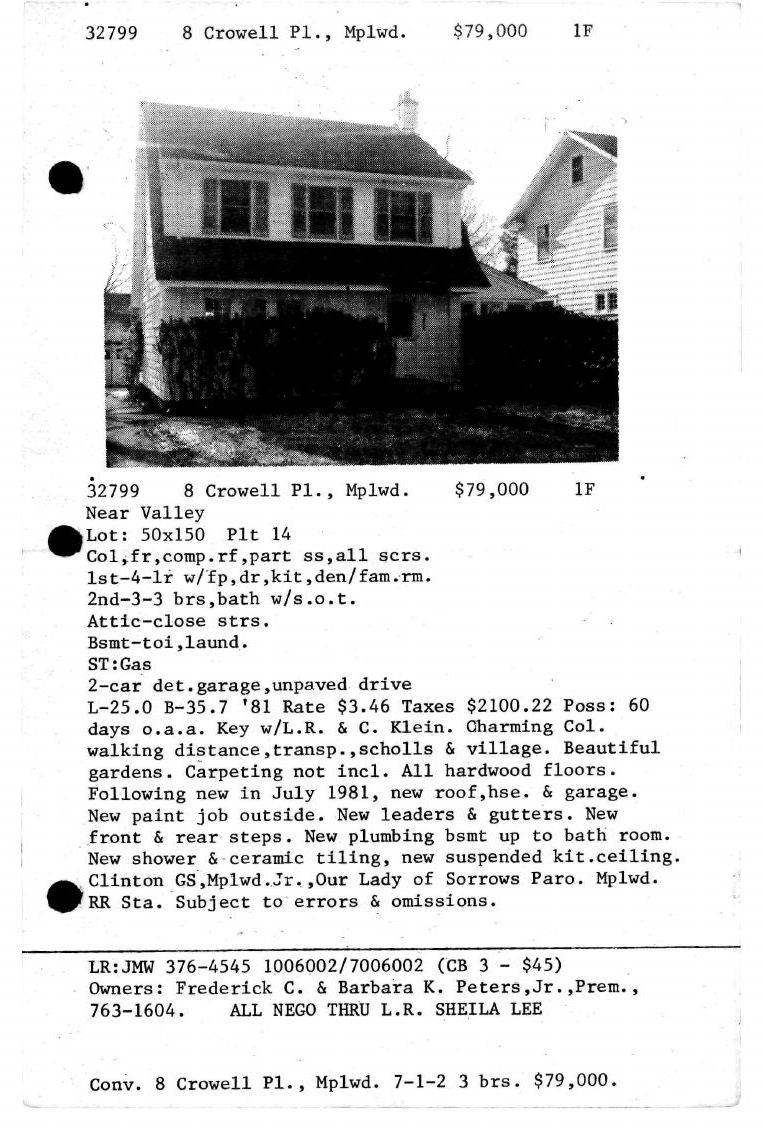 32799 8 Crowell Pl., Mplwd. $79,000 1F
32799 8 Crowell Pl., Mplwd. $79,000 1F
Near Valley
Lot: 50x150 Plt 14
Col,fr,comp.rf,part ss,all scrs.
1st-4-lr w/fp,dr,kit,den/fam.rm.
2nd-3-3 brs,bath w/s.o.t.
Attic-close strs.
Bsmt-toi,laund.
ST:Gas
2-car det.garage,unpaved drive
L-25.0 B-35.7 '81 Rate $3.46 Taxes $2100.22 Poss: 60
days o.a.a. Key w/L.R. & C. Klein. Charming Col.
walking distance,transp.,scholls & village. Beautiful
gardens. Carpeting not incl. All hardwood floors.
Following new in July 1981, new roof,hse. & garage.
New paint job outside. New leaders & gutters. New
front & rear steps. New plumbing bsmt up to bath room.
New shower & ceramic tiling, new suspended kit.ceiling.
Clinton GS,Mplwd.Jr.,Our Lady of Sorrows Paro. Mplwd.
RR Sta. Subject to errors & omissions.
LR:JMW 376-4545 1006002/7006002 (CB 3 - $45)
Owners: Frederick C. & Barbara K. Peters,Jr.,Prem.,
763-1604. ALL NEGO THRU L.R. SHEILA LEE
Conv. 8 Crowell Pl., Mplwd. 7-1-2 3 brs. $79,000.